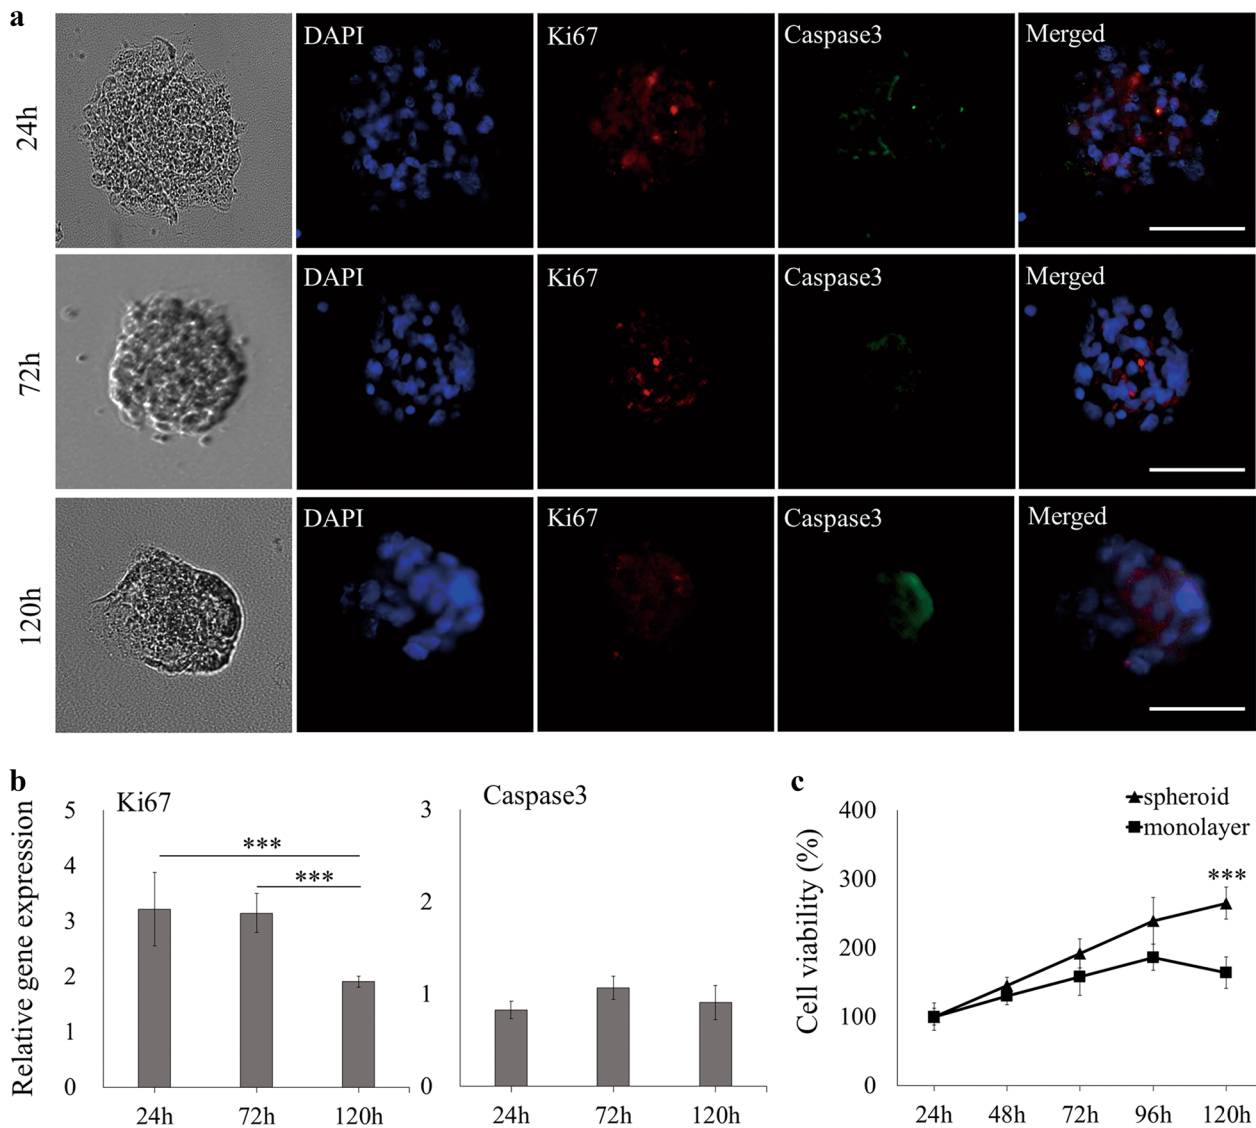 a
24h
DAPI
Ki67
Caspase3
Merged
72h
DAPI
Ki67
Caspase3
Merged
120h
DAPI
Ki67
Caspase3
Merged
b
Relative gene expression
Ki67
5
4
3
2
1
0
***
***
24h 72h 120h
Caspase3
3
2
1
0
24h 72h 120h
c
Cell viability (%)
400
300
200
100
0
spheroid
monolayer
***
24h 48h 72h 96h 120h